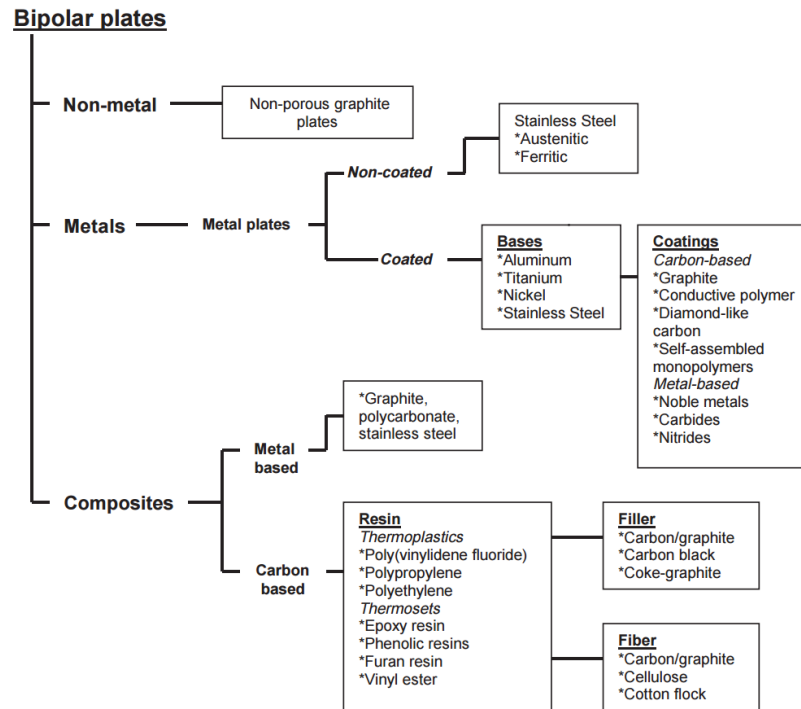 Bipolar plates
Non-metal
Non-porous graphite
plates
Metals
Metal plates
Non-coated
Stainless Steel
*Austenitic
*Ferritic
Coated
Bases
*Aluminum
*Titanium
*Nickel
*Stainless Steel
Coatings
Carbon-based
*Graphite
*Conductive polymer
*Diamond-like
carbon
*Self-assembled
monopolymers
Metal-based
*Noble metals
*Carbides
*Nitrides
Composites
Metal
based
*Graphite,
polycarbonate,
stainless steel
Carbon
based
Resin
Thermoplastics
*Poly(vinylidene fluoride)
*Polypropylene
*Polyethylene
Thermosets
*Epoxy resin
*Phenolic resins
*Furan resin
*Vinyl ester
Filler
*Carbon/graphite
*Carbon black
*Coke-graphite
Fiber
*Carbon/graphite
*Cellulose
*Cotton flock